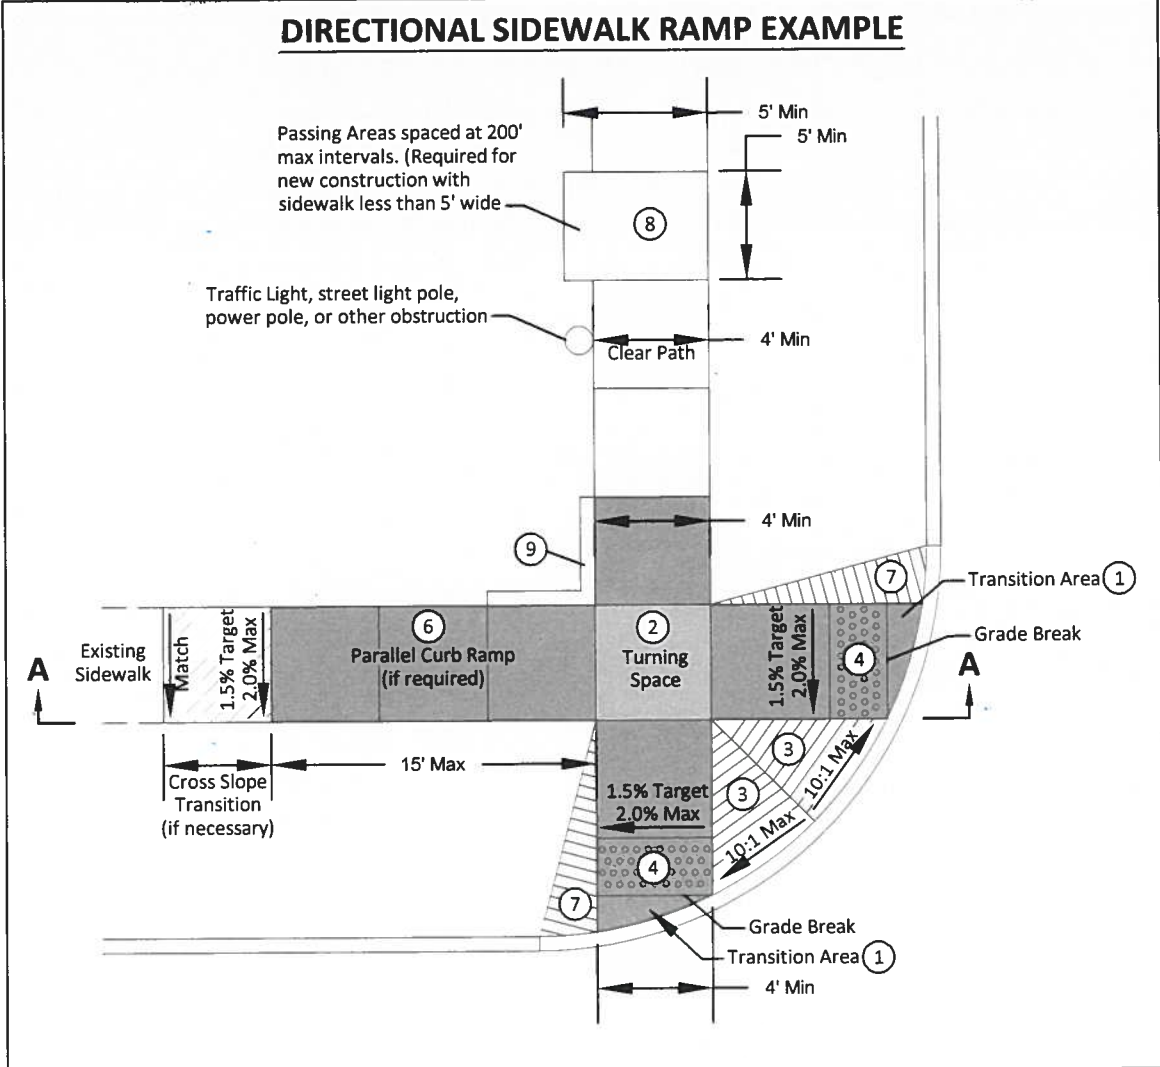 DIRECTIONAL SIDEWALK RAMP EXAMPLE
5' Min
5' Min
Passing Areas spaced at 200'
max intervals. (Required for
new construction with
sidewalk less than 5' wide
8
Traffic Light, street light pole,
power pole, or other obstruction
Clear Path
4' Min
4' Min
9
7
Transition Area 1
Grade Break
Existing
Sidewalk
A
Match
1.5% Target
2.0% Max
6
Parallel Curb Ramp
(if required)
2
Turning
Space
1.5% Target
2.0% Max
4
A
15' Max
Cross Slope
Transition
(if necessary)
1.5% Target
2.0% Max
3
3
10:1 Max
10:1 Max
4
7
Grade Break
Transition Area 1
4' Min